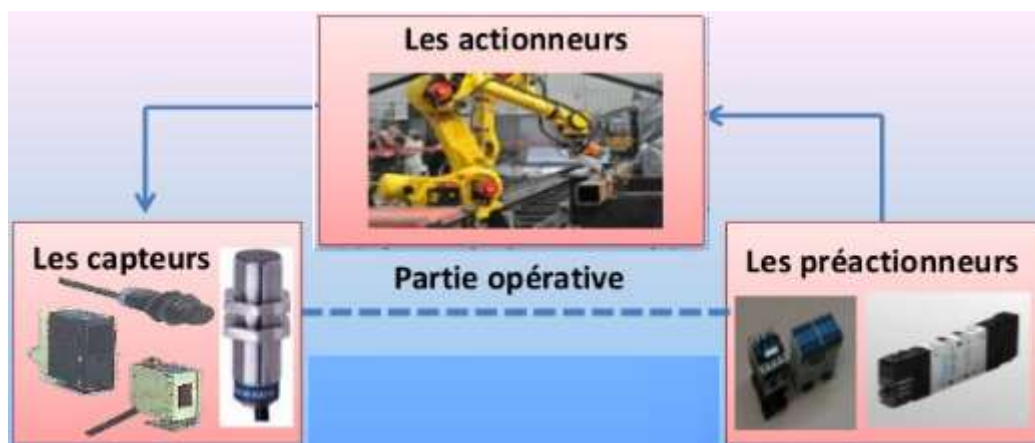 Les actionneurs
Les capteurs
Partie opérative
Les préactionneurs